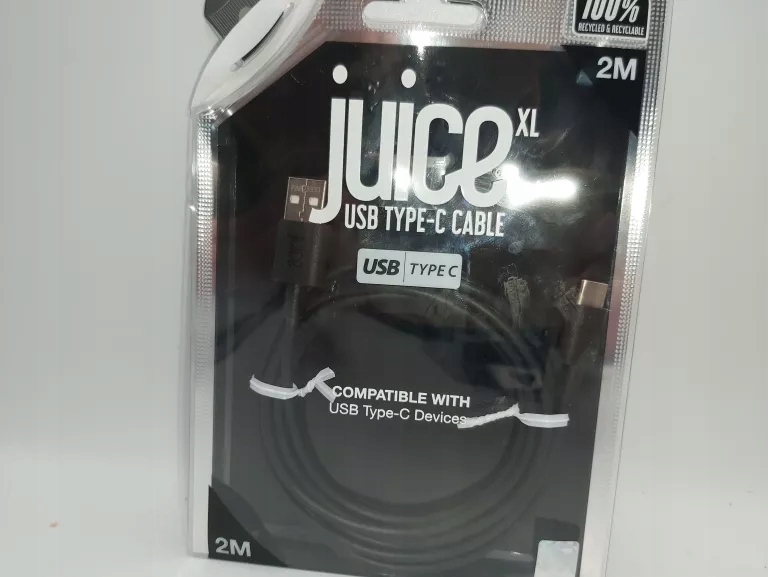 100%
RECYCLED & RECYCLABLE
2M
juice XL
USB TYPE-C CABLE
USB TYPE C
COMPATIBLE WITH
USB Type-C Devices
2M